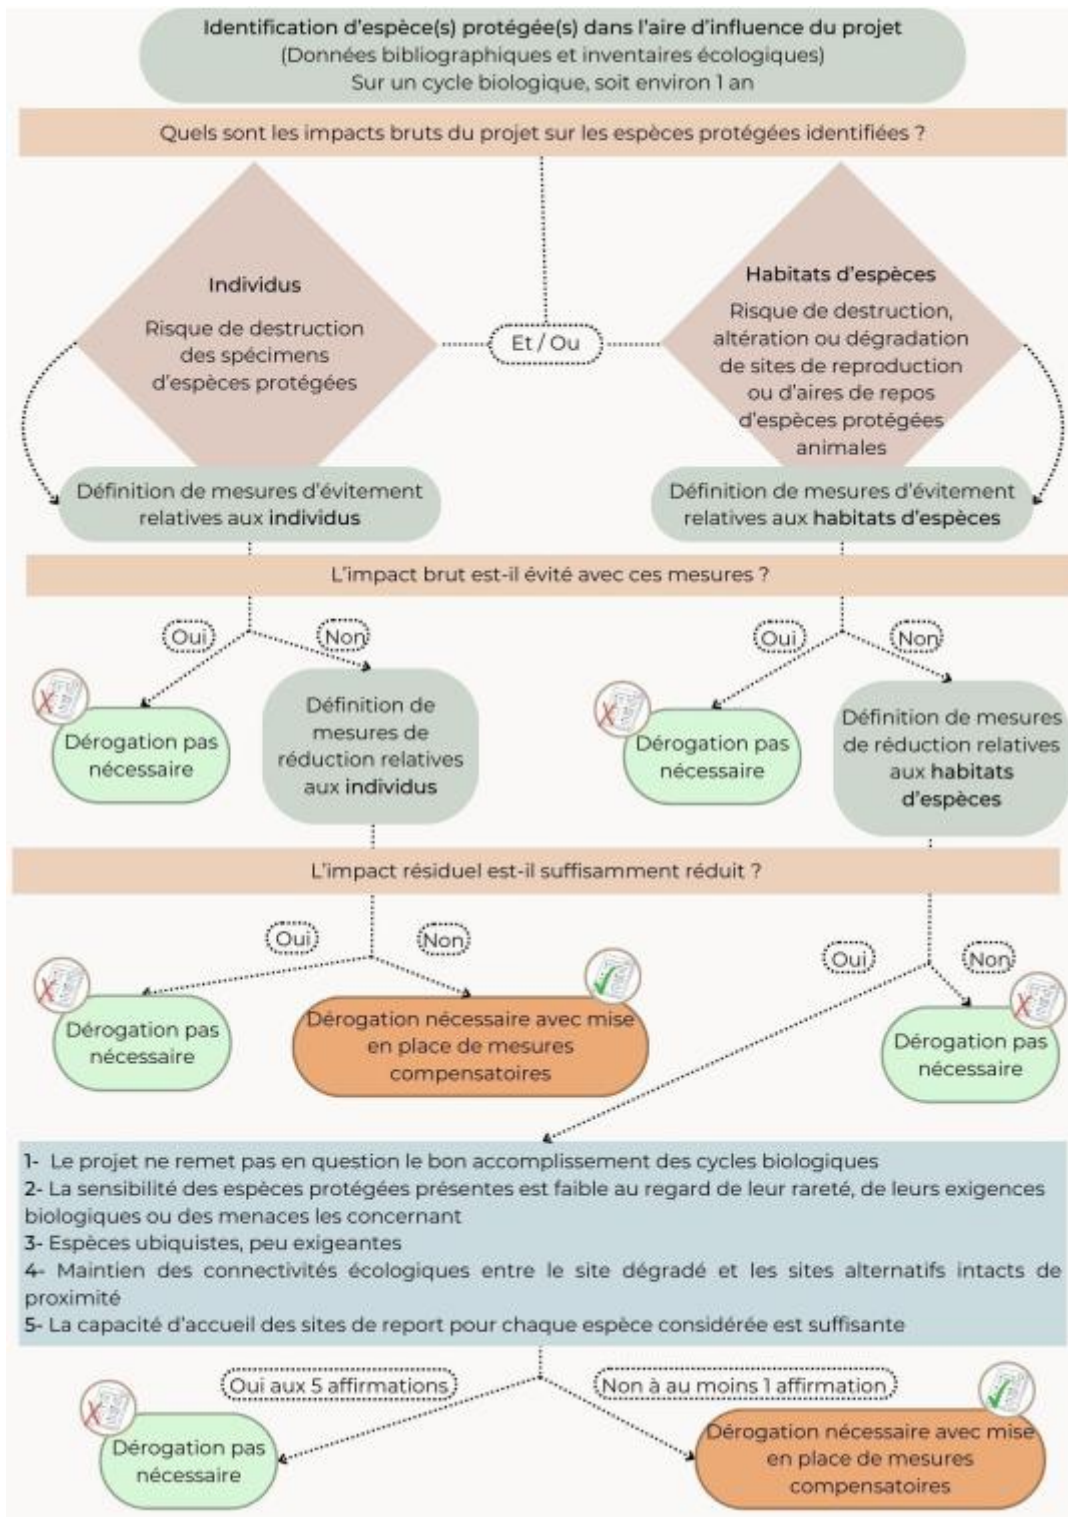 Identification d'espèce(s) protégée(s) dans l'aire d'influence du projet
(Données bibliographiques et inventaires écologiques)
Sur un cycle biologique, soit environ 1 an
Quels sont les impacts bruts du projet sur les espèces protégées identifiées ?
Individus
Risque de destruction
des spécimens
d'espèces protégées
Et / Ou
Habitats d'espèces
Risque de destruction,
altération ou dégradation
de sites de reproduction
ou d'aires de repos
d'espèces protégées
animales
Définition de mesures d'évitement
relatives aux individus
Définition de mesures d'évitement
relatives aux habitats d'espèces
L'impact brut est-il évité avec ces mesures ?
Oui
Non
Oui
Non
Dérogation pas
nécessaire
Définition de
mesures de
réduction relatives
aux individus
Dérogation pas
nécessaire
Définition de mesures
de réduction relatives
aux habitats
d'espèces
L'impact résiduel est-il suffisamment réduit ?
Oui
Non
Oui
Non
Dérogation pas
nécessaire
Dérogation nécessaire avec mise
en place de mesures
compensatoires
Dérogation pas
nécessaire
1- Le projet ne remet pas en question le bon accomplissement des cycles biologiques
2- La sensibilité des espèces protégées présentes est faible au regard de leur rareté, de leurs exigences
biologiques ou des menaces les concernant
3- Espèces ubiquistes, peu exigeantes
4- Maintien des connectivités écologiques entre le site dégradé et les sites alternatifs intacts de
proximité
5- La capacité d'accueil des sites de report pour chaque espèce considérée est suffisante
Oui aux 5 affirmations
Non à au moins 1 affirmation
Dérogation pas
nécessaire
Dérogation nécessaire avec mise
en place de mesures
compensatoires